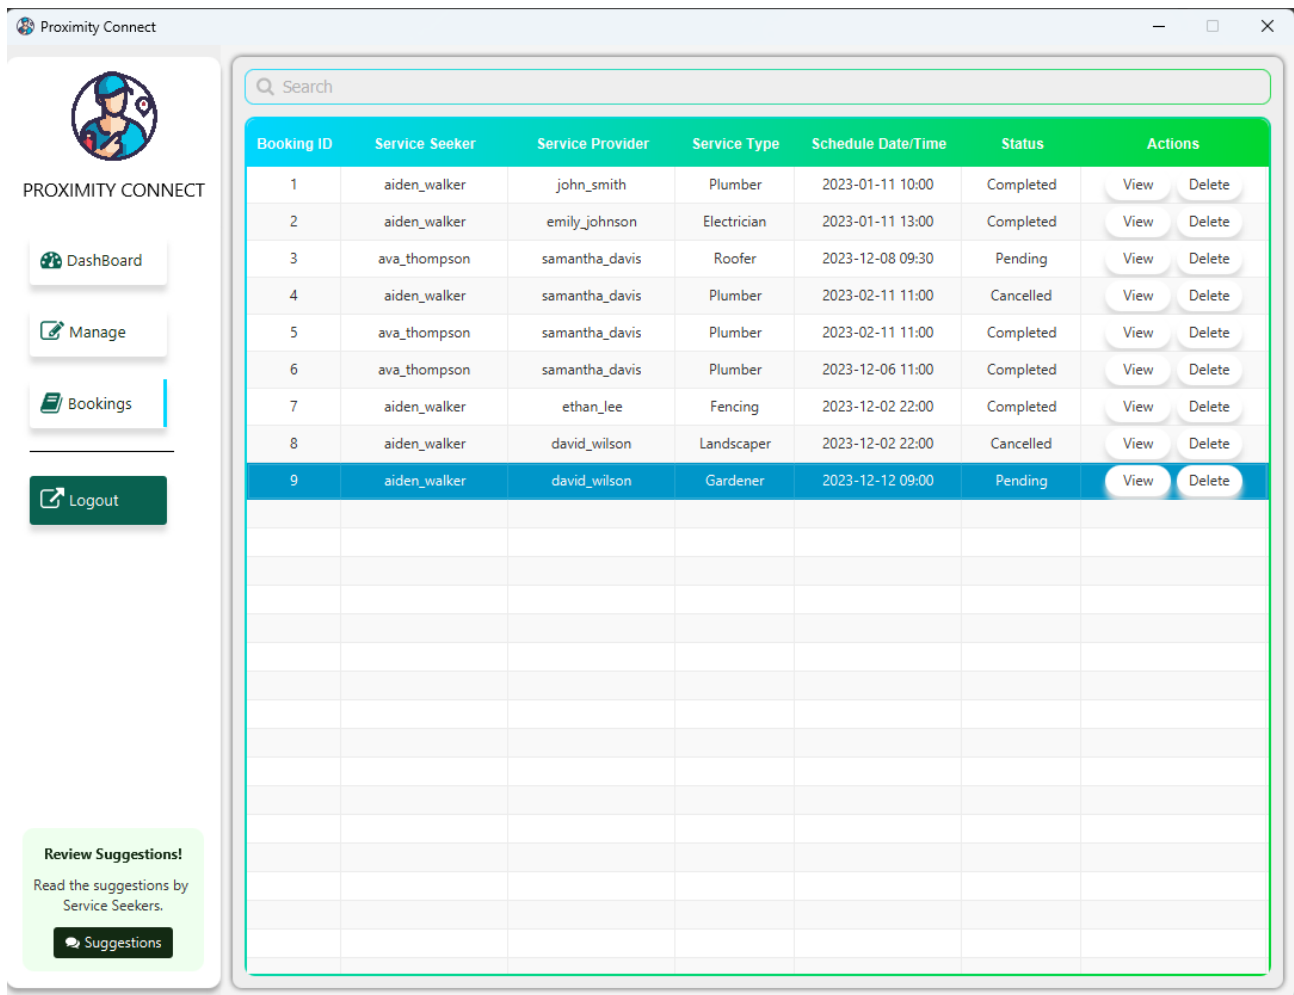 Proximity Connect
PROXIMITY CONNECT
DashBoard
Manage
Bookings
Logout
Review Suggestions!
Read the suggestions by
Service Seekers.
Suggestions
Search
Booking ID Service Seeker Service Provider Service Type Schedule Date/Time Status Actions
1 aiden_walker john_smith Plumber 2023-01-11 10:00 Completed View Delete
2 aiden_walker emily_johnson Electrician 2023-01-11 13:00 Completed View Delete
3 ava_thompson samantha_davis Roofer 2023-12-08 09:30 Pending View Delete
4 aiden_walker samantha_davis Plumber 2023-02-11 11:00 Cancelled View Delete
5 ava_thompson samantha_davis Plumber 2023-02-11 11:00 Completed View Delete
6 ava_thompson samantha_davis Plumber 2023-12-06 11:00 Completed View Delete
7 aiden_walker ethan_lee Fencing 2023-12-02 22:00 Completed View Delete
8 aiden_walker david_wilson Landscaper 2023-12-02 22:00 Cancelled View Delete
9 aiden_walker david_wilson Gardener 2023-12-12 09:00 Pending View Delete